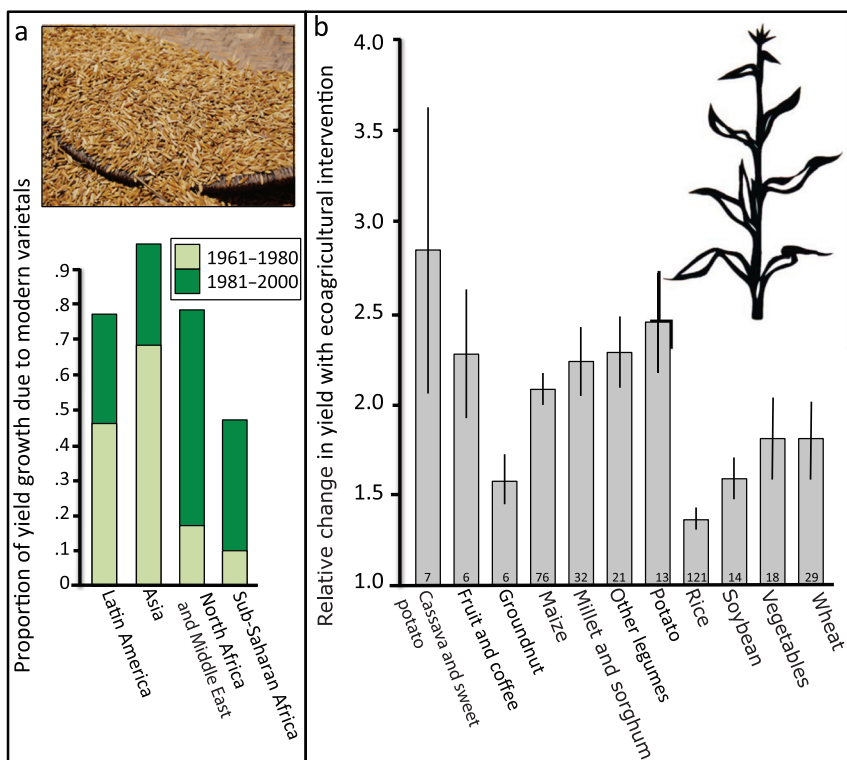 a
Proportion of yield growth due to modern varietals
1961–1980
1981–2000
.9
.8
.7
.6
.5
.4
.3
.2
.1
0
Latin America
Asia
North Africa
and Middle East
Sub-Saharan Africa
b
Relative change in yield with ecoagricultural intervention
4.0
3.5
3.0
2.5
2.0
1.5
1.0
7
6
6
76
32
21
13
121
14
18
29
Cassava and sweet
potato
Fruit and coffee
Groundnut
Maize
Millet and sorghum
Other legumes
Potato
Rice
Soybean
Vegetables
Wheat